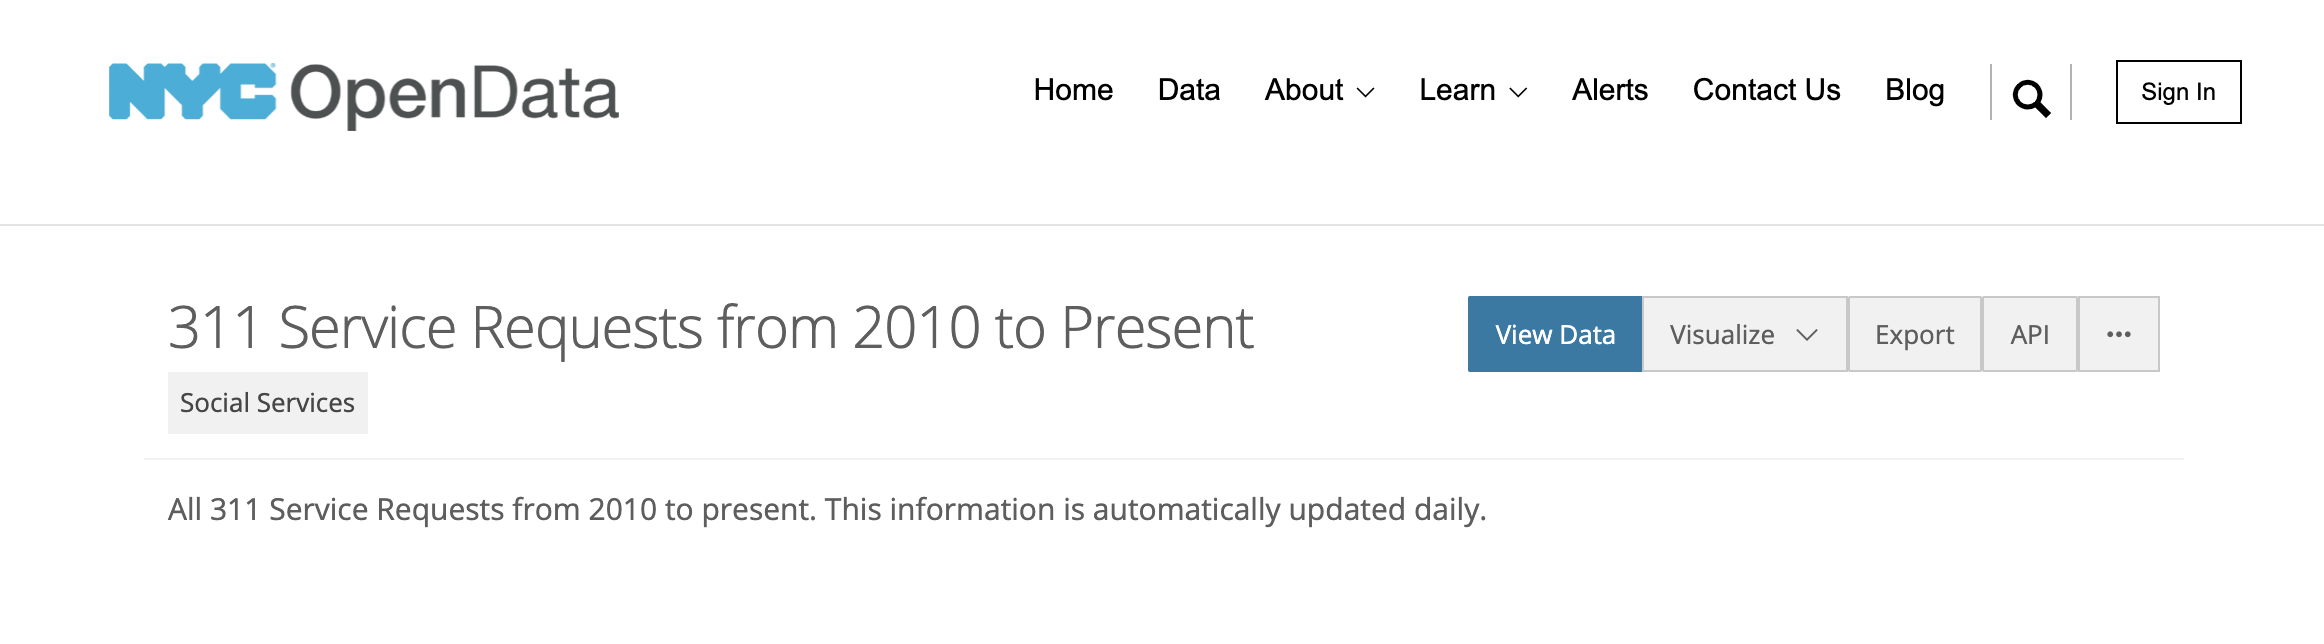 NYC OpenData
Home Data About Learn Alerts Contact Us Blog Sign In
311 Service Requests from 2010 to Present
View Data Visualize Export API ...
Social Services
All 311 Service Requests from 2010 to present. This information is automatically updated daily.